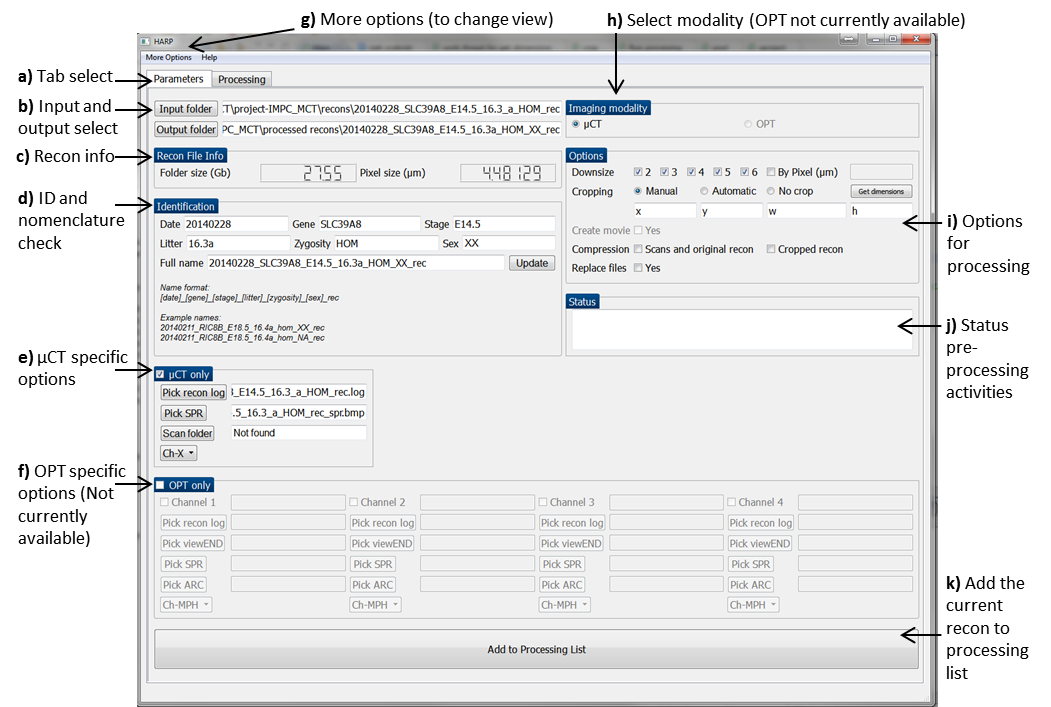 g) More options (to change view)
h) Select modality (OPT not currently available)
HARP
More Options Help
a) Tab select
Parameters Processing
b) Input and
output select
Input folder :T\project-IMPC_MCT\recons\20140228_SLC39A8_E14.5_16.3_a_HOM_rec
Output folder PC_MCT\processed recons\20140228_SLC39A8_E14.5_16.3a_HOM_XX_rec
Imaging modality
µCT OPT
c) Recon info
Recon File Info
Folder size (Gb) 2.755 Pixel size (µm) 4.48129
Options
Downsize 2 3 4 5 6 By Pixel (µm)
Cropping Manual Automatic No crop Get dimensions
x y w h
Create movie Yes
Compression Scans and original recon Cropped recon
Replace files Yes
d) ID and
nomenclature
check
Identification
Date 20140228 Gene SLC39A8 Stage E14.5
Litter 16.3a Zygosity HOM Sex XX
Full name 20140228_SLC39A8_E14.5_16.3a_HOM_XX_rec Update
Name format:
[date]_[gene]_[stage]_[litter]_[zygosity]_[sex]_rec
Example names:
20140211_RIC8B_E18.5_16.4a_hom_XX_rec
20140211_RIC8B_E18.5_16.4a_hom_NA_rec
i) Options
for
processing
Status
j) Status
pre-
processing
activities
e) µCT specific
options
µCT only
Pick recon log 3_E14.5_16.3_a_HOM_rec.log
Pick SPR .5_16.3_a_HOM_rec_spr.bmp
Scan folder Not found
Ch-X
f) OPT specific
options (Not
currently
available)
OPT only
Channel 1 Channel 2 Channel 3 Channel 4
Pick recon log Pick recon log Pick recon log Pick recon log
Pick viewEND Pick viewEND Pick viewEND Pick viewEND
Pick SPR Pick SPR Pick SPR Pick SPR
Pick ARC Pick ARC Pick ARC Pick ARC
Ch-MPH Ch-MPH Ch-MPH Ch-MPH
Add to Processing List
k) Add the
current
recon to
processing
list